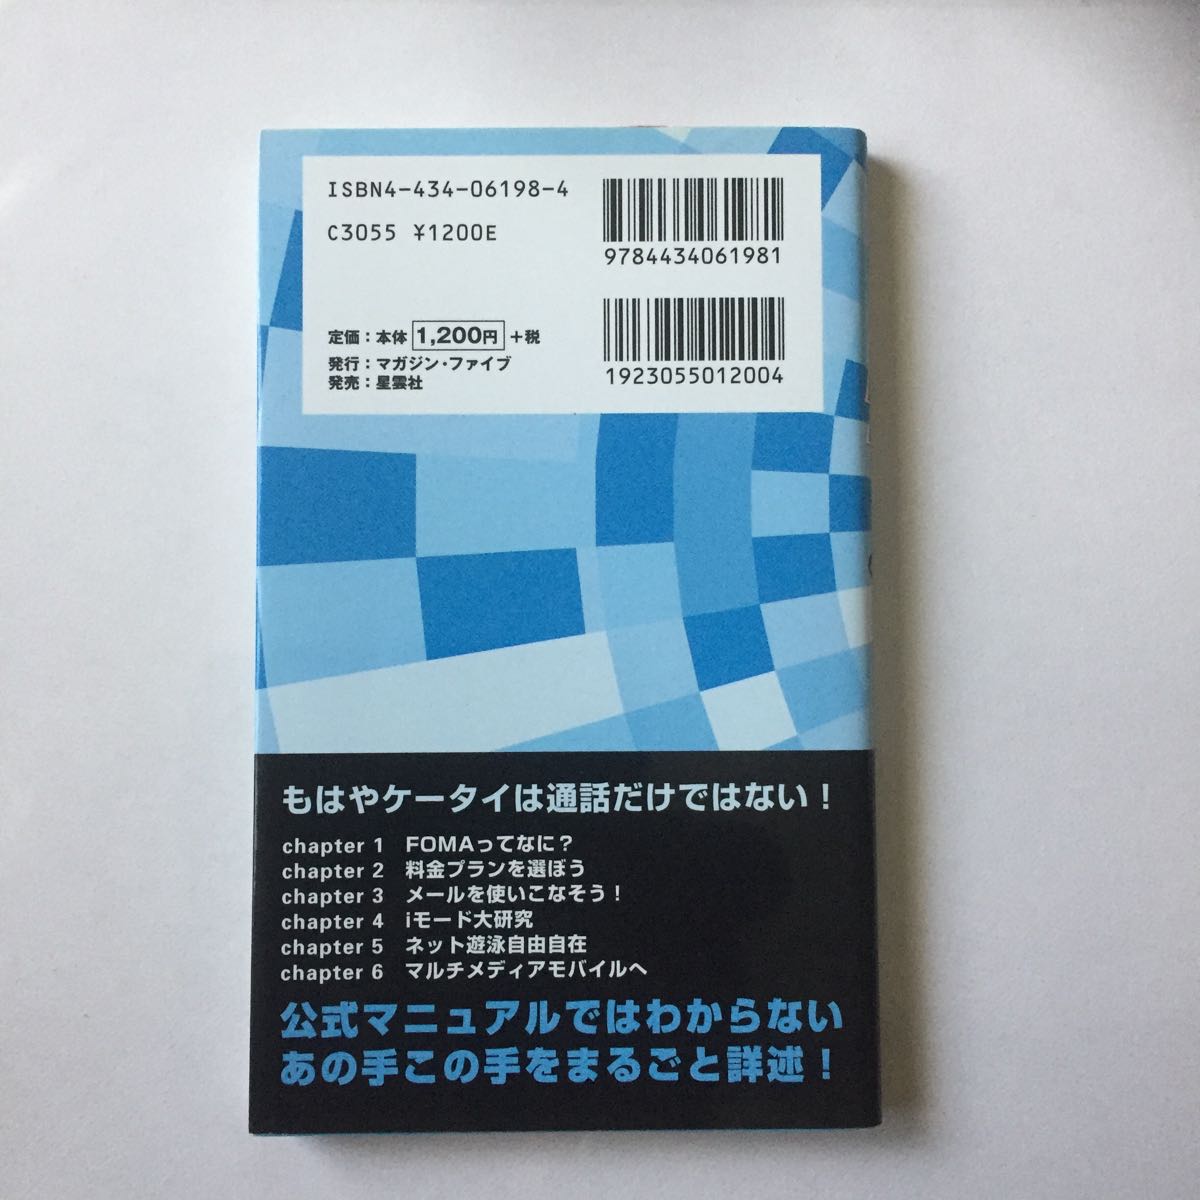 ISBN4-434-06198-4
C3055 ¥1200E
9784434061981
定価：本体 1,200円 +税
発行：マガジン・ファイブ
発売：星雲社
1923055012004
もはやケータイは通話だけではない！
chapter 1 FOMAってなに？
chapter 2 料金プランを選ぼう
chapter 3 メールを使いこなそう！
chapter 4 iモード大研究
chapter 5 ネット遊泳自由自在
chapter 6 マルチメディアモバイルへ
公式マニュアルではわからない
あの手この手をまるごと詳述！